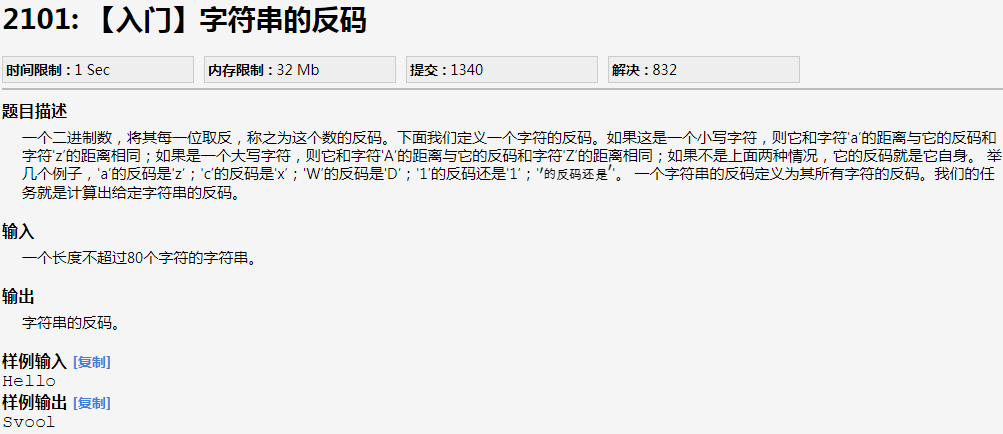 2101: 【入门】字符串的反码
时间限制：1 Sec 内存限制：32 Mb 提交：1340 解决：832
题目描述
一个二进制数，将其每一位取反，称之为这个数的反码。下面我们定义一个字符的反码。如果这是一个小写字符，则它和字符'a'的距离与它的反码和
字符'z'的距离相同；如果是一个大写字符，则它和字符'A'的距离与它的反码和字符'Z'的距离相同；如果不是上面两种情况，它的反码就是它自身。 举
几个例子，'a'的反码是'z'；'c'的反码是'x'；'W'的反码是'D'；'1'的反码还是'1'；'′的反码还是′'。 一个字符串的反码定义为其所有字符的反码。我们的任
务就是计算出给定字符串的反码。
输入
一个长度不超过80个字符的字符串。
输出
字符串的反码。
样例输入 [复制]
Hello
样例输出 [复制]
Svool